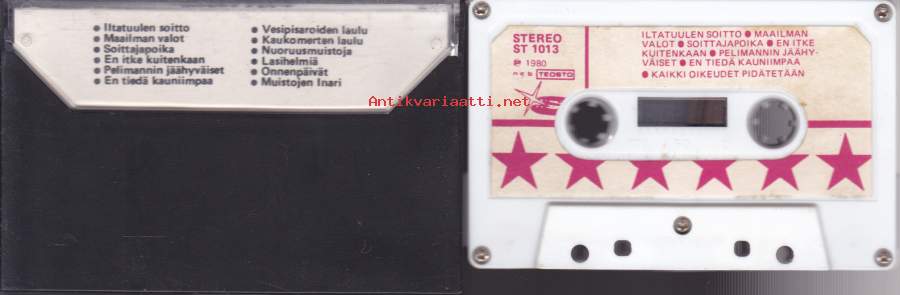 ● Iltatuulen soitto
● Maailman valot
● Soittajapoika
● En itke kuitenkaan
● Pelimannin jäähyväiset
● En tiedä kauniimpaa
● Vesipisaroiden laulu
● Kaukomerten laulu
● Nuoruusmuistoja
● Lasihelmiä
● Onnenpäivät
● Muistojen Inari
Antikvariaatti.net
STEREO
ST 1013
℗ 1980
n c b TEOSTO
ILTATUULEN SOITTO ● MAAILMAN
VALOT ● SOITTAJAPOIKA ● EN ITKE
KUITENKAAN ● PELIMANNIN JÄÄHY-
VÄISET ● EN TIEDÄ KAUNIIMPAA
● KAIKKI OIKEUDET PIDÄTETÄÄN